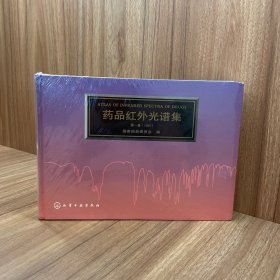 ATLAS OF INFRARED SPECTRA OF DRUGS
药品红外光谱集
国家药典委员会 编
化学工业出版社